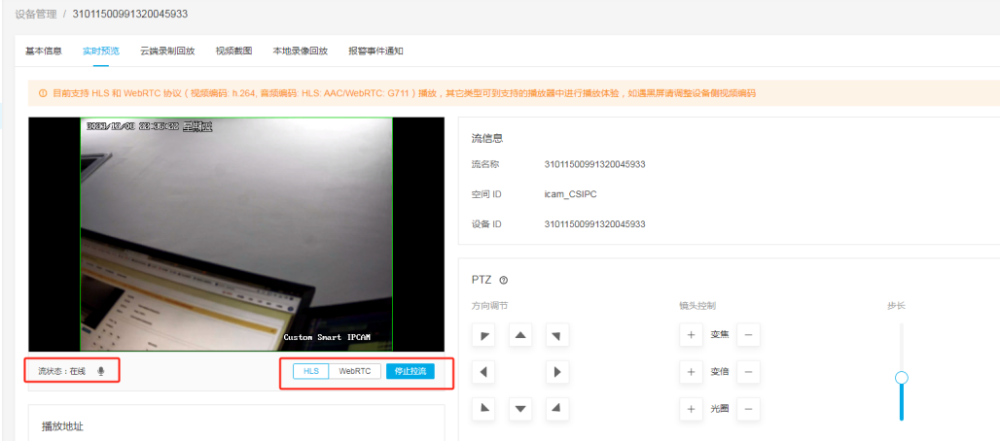 设备管理 / 31011500991320045933
基本信息 实时预览 云端录制回放 视频截图 本地录像回放 报警事件通知
目前支持 HLS 和 WebRTC 协议 ( 视频编码: h.264, 音频编码: HLS: AAC/WebRTC: G711 ) 播放，其它类型可到支持的播放器中进行播放体验，如遇黑屏请调整设备侧视频编码
星期三
Custom Smart IPCAM
流状态：在线
HLS WebRTC 停止拉流
播放地址
流信息
流名称 31011500991320045933
空间 ID icam_CSIPC
设备 ID 31011500991320045933
PTZ
方向调节 镜头控制 步长
+ 变焦 −
+ 变倍 −
+ 光圈 −